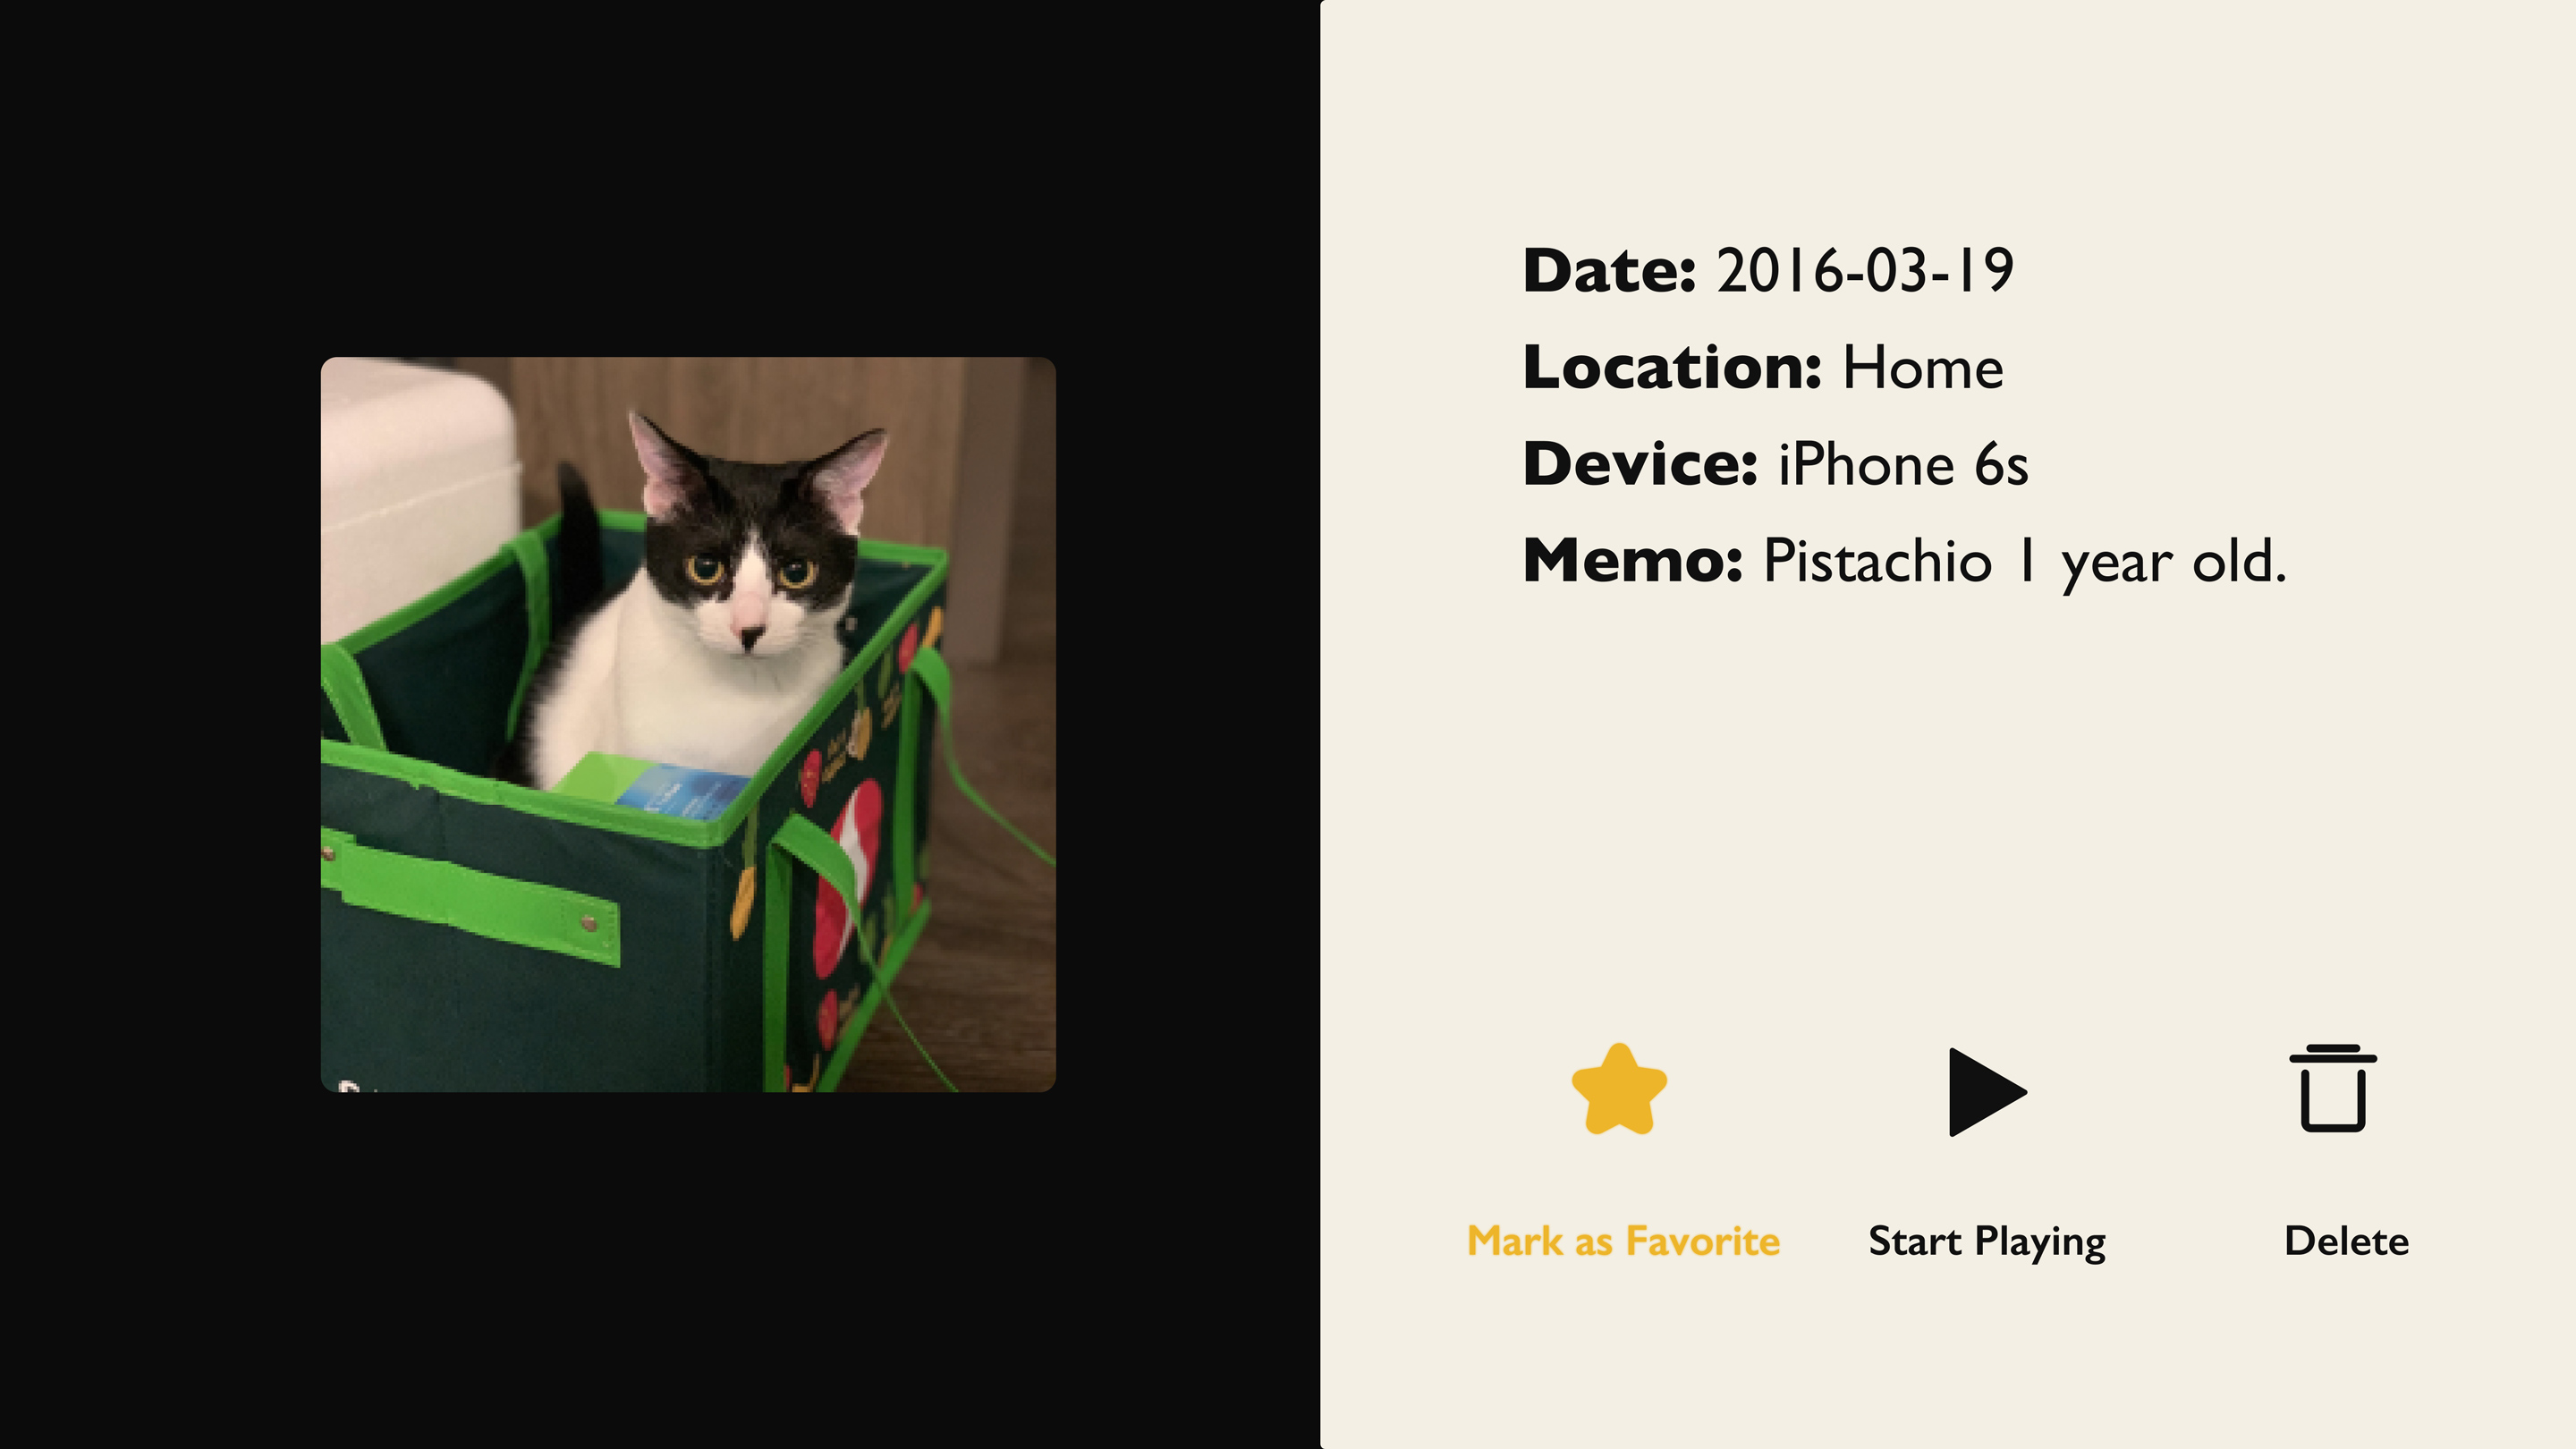 Date: 2016-03-19
Location: Home
Device: iPhone 6s
Memo: Pistachio 1 year old.
Mark as Favorite
Start Playing
Delete